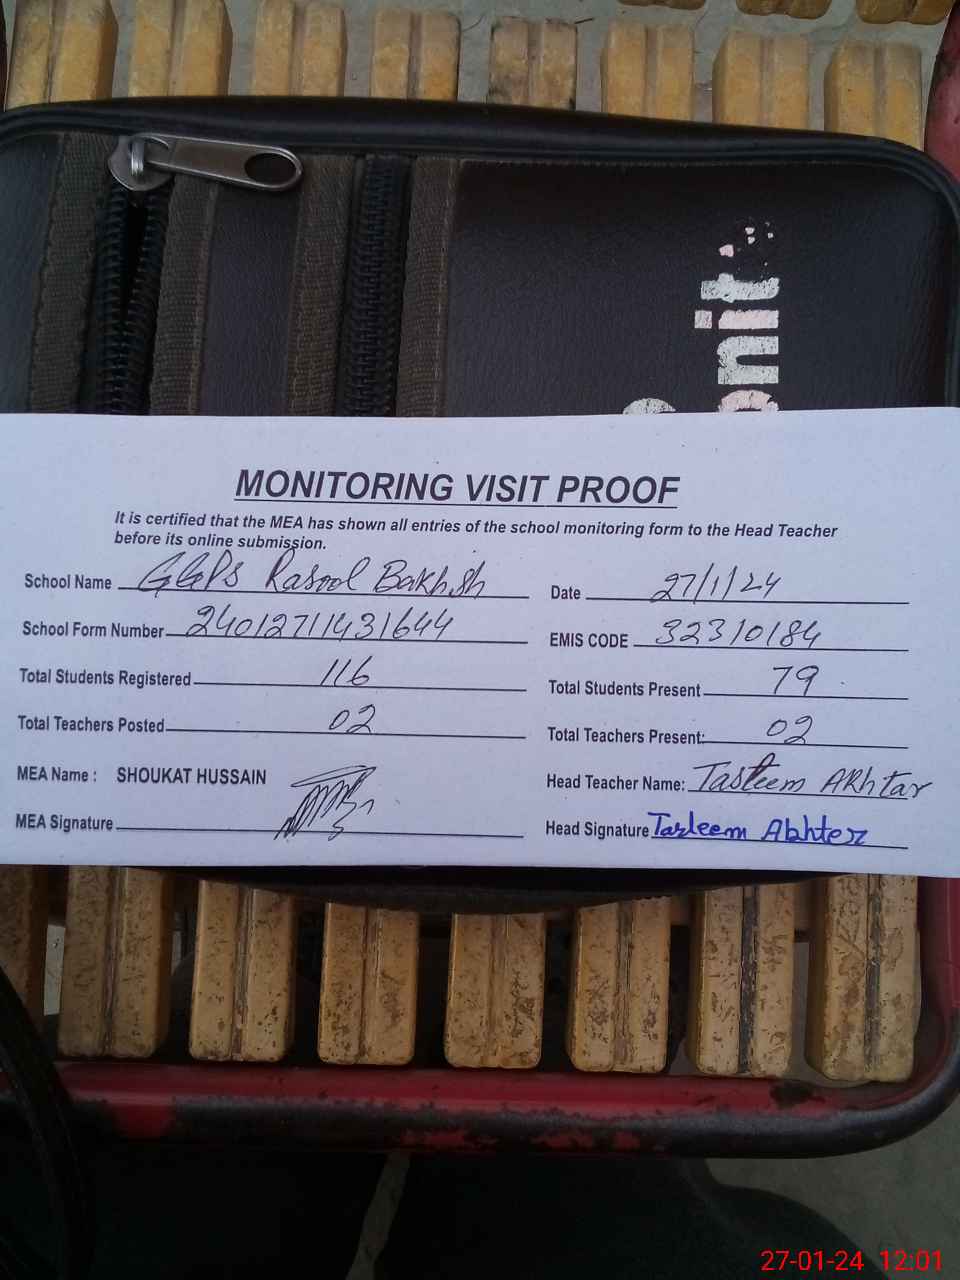 onit
MONITORING VISIT PROOF
It is certified that the MEA has shown all entries of the school monitoring form to the Head Teacher
before its online submission.
School Name GGPS Rasool Bakhsh Date 27/1/24
School Form Number 24012711431644 EMIS CODE 32310184
Total Students Registered 116 Total Students Present 79
Total Teachers Posted 02 Total Teachers Present: 02
MEA Name : SHOUKAT HUSSAIN Head Teacher Name: Tasleem Akhtar
MEA Signature Head Signature Tasleem Akhter
27-01-24 12:01